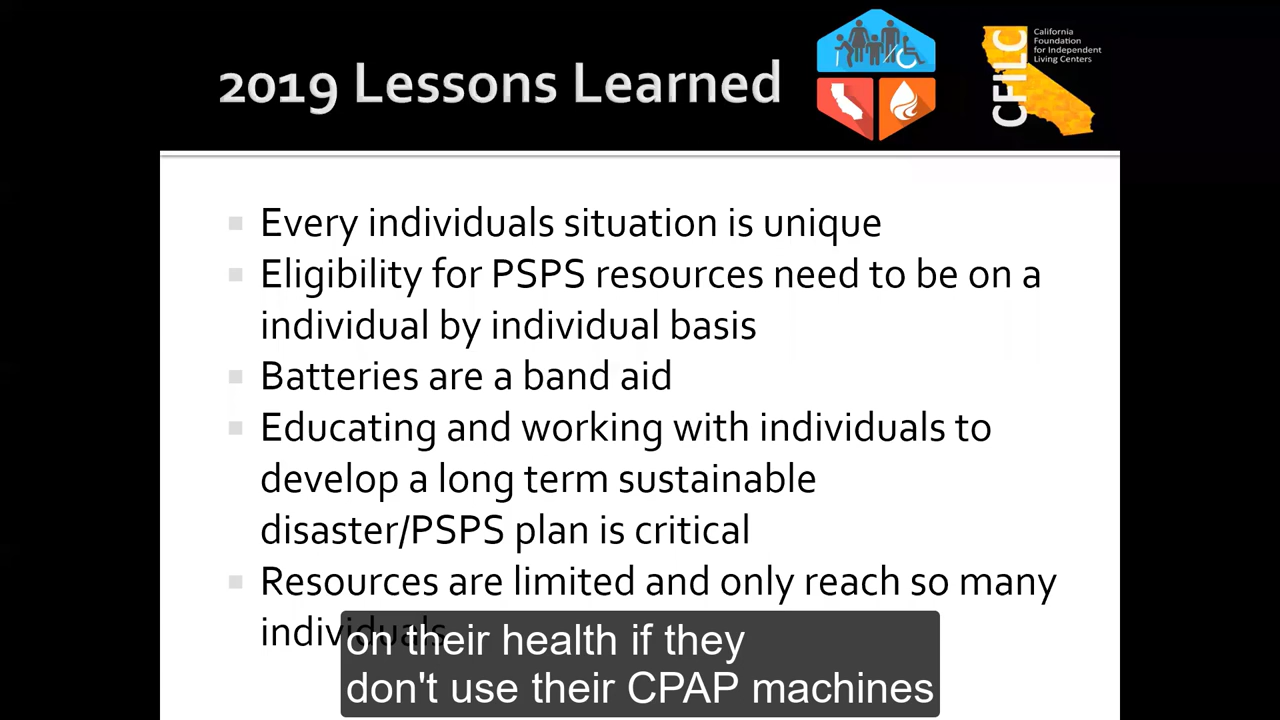 2019 Lessons Learned
CFILC
California
Foundation
for Independent
Living Centers
Every individuals situation is unique
Eligibility for PSPS resources need to be on a
individual by individual basis
Batteries are a band aid
Educating and working with individuals to
develop a long term sustainable
disaster/PSPS plan is critical
Resources are limited and only reach so many
individuals
on their health if they
don't use their CPAP machines